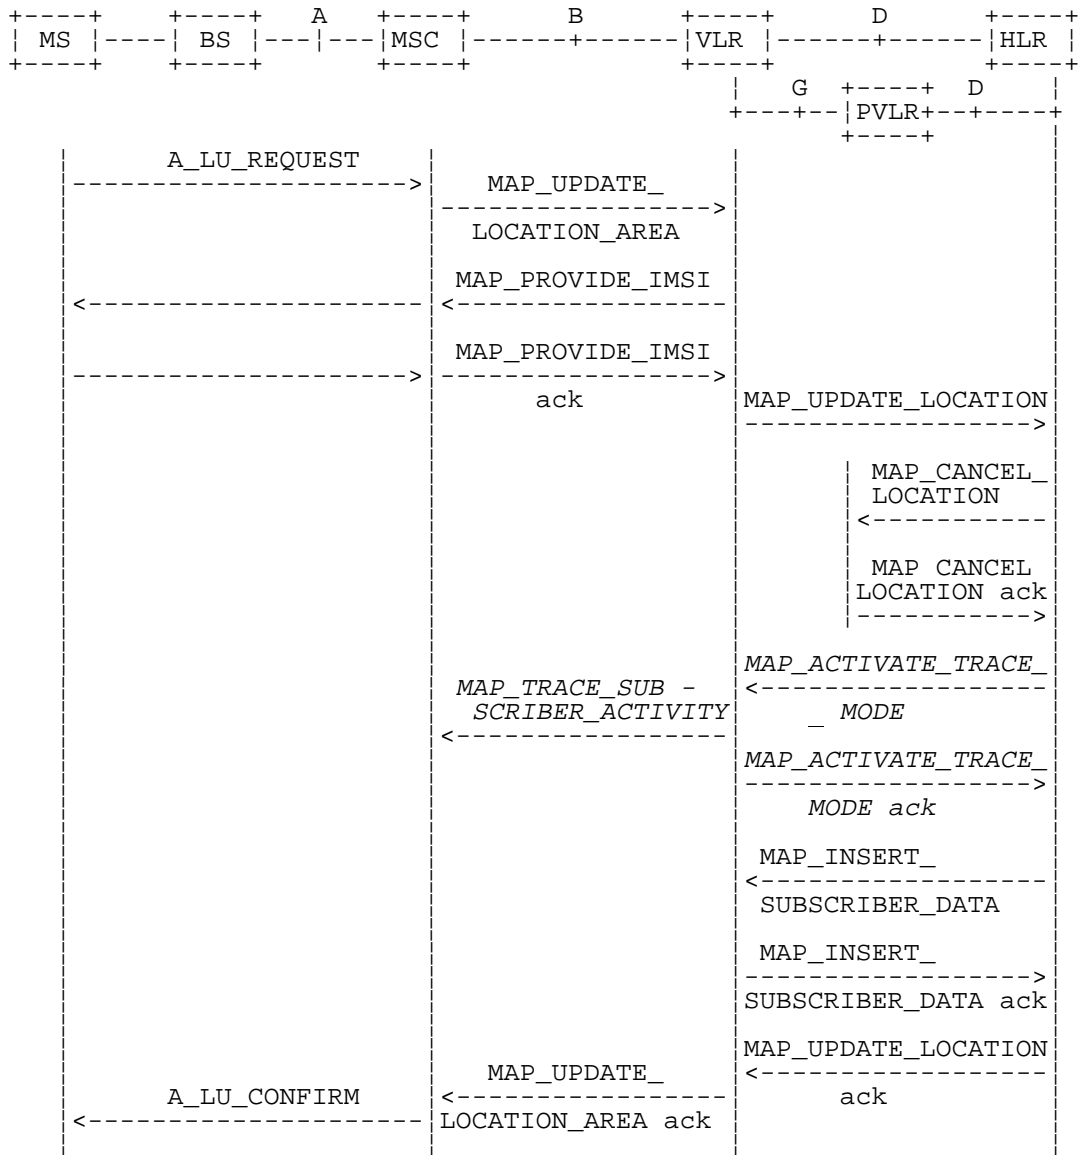 A B D
MS BS MSC VLR HLR
G D
PVLR
A_LU_REQUEST
MAP_UPDATE_
LOCATION_AREA
MAP_PROVIDE_IMSI
MAP_PROVIDE_IMSI
ack MAP_UPDATE_LOCATION
MAP_CANCEL_
LOCATION
MAP CANCEL
LOCATION ack
MAP_ACTIVATE_TRACE_
MAP_TRACE_SUB -
SCRIBER_ACTIVITY _ MODE
MAP_ACTIVATE_TRACE_
MODE ack
MAP_INSERT_
SUBSCRIBER_DATA
MAP_INSERT_
SUBSCRIBER_DATA ack
MAP_UPDATE_LOCATION
MAP_UPDATE_
A_LU_CONFIRM ack
LOCATION_AREA ack